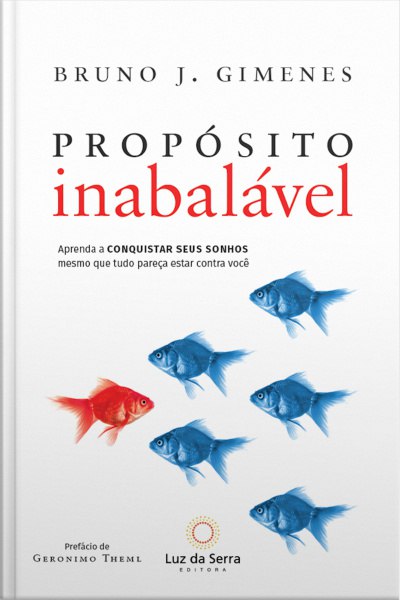 BRUNO J. GIMENES
PROPÓSITO
inabalável
Aprenda a CONQUISTAR SEUS SONHOS
mesmo que tudo pareça estar contra você
Prefácio de
GERONIMO THEML
Luz da Serra
EDITORA